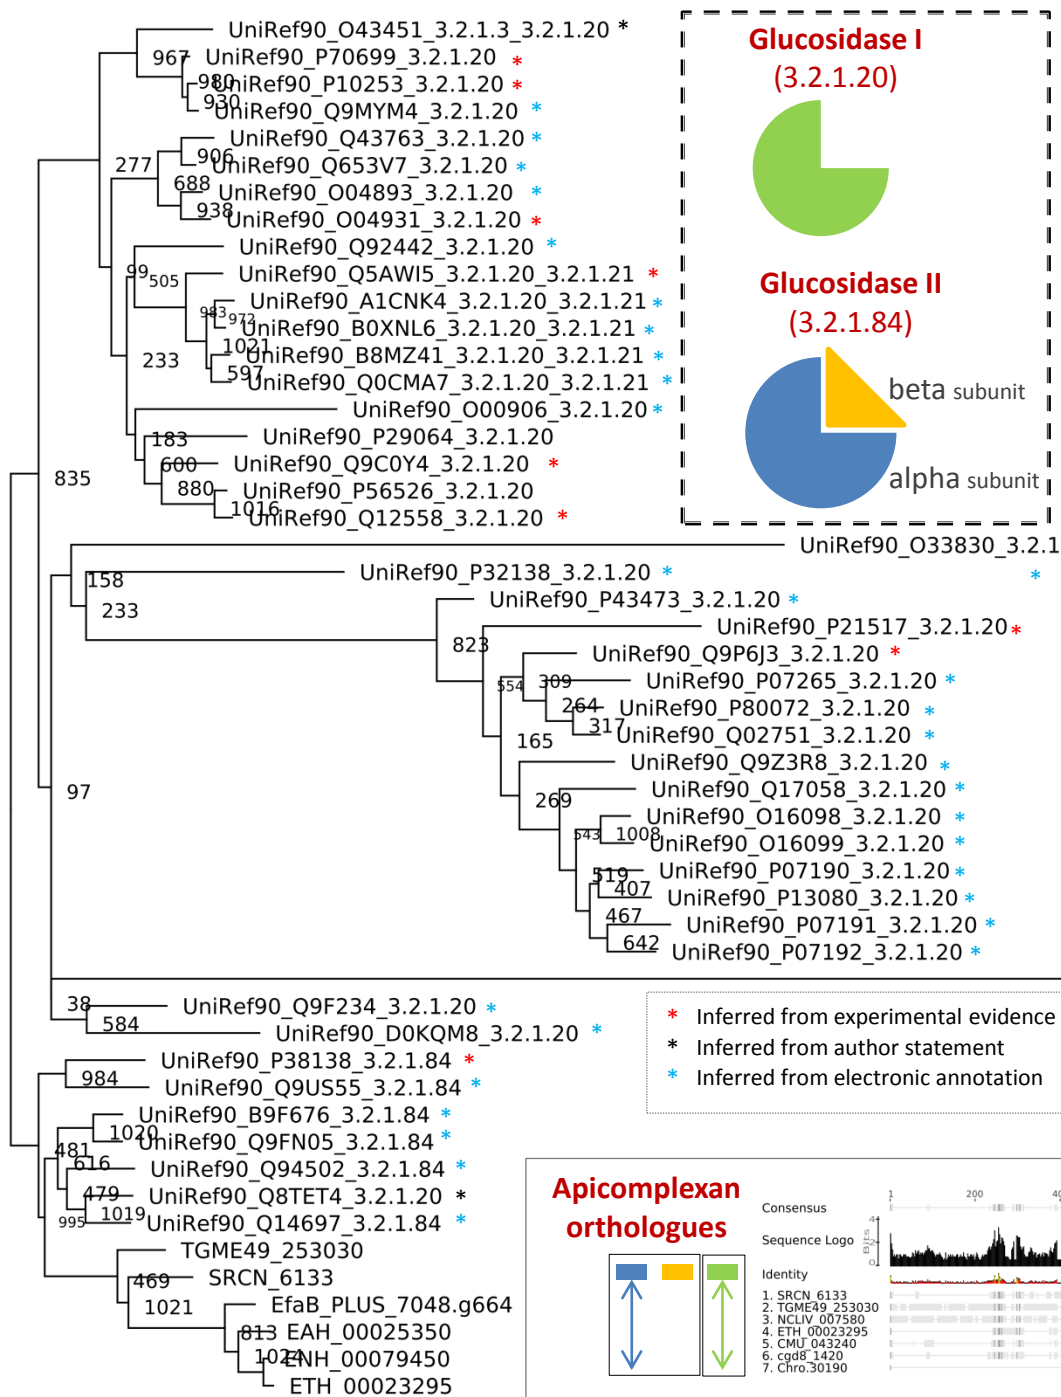 UniRef90_O43451_3.2.1.3_3.2.1.20 *
967
UniRef90_P70699_3.2.1.20 *
980
UniRef90_P10253_3.2.1.20 *
930
UniRef90_Q9MYM4_3.2.1.20 *
UniRef90_Q43763_3.2.1.20 *
906
277
UniRef90_Q653V7_3.2.1.20 *
688
UniRef90_O04893_3.2.1.20 *
938
UniRef90_O04931_3.2.1.20 *
UniRef90_Q92442_3.2.1.20 *
99
505
UniRef90_Q5AWI5_3.2.1.20_3.2.1.21 *
UniRef90_A1CNK4_3.2.1.20_3.2.1.21 *
983
972
UniRef90_B0XNL6_3.2.1.20_3.2.1.21 *
1021
233
UniRef90_B8MZ41_3.2.1.20_3.2.1.21 *
597
UniRef90_Q0CMA7_3.2.1.20_3.2.1.21 *
UniRef90_O00906_3.2.1.20 *
183
UniRef90_P29064_3.2.1.20
600
UniRef90_Q9C0Y4_3.2.1.20 *
835
880
UniRef90_P56526_3.2.1.20
1016
UniRef90_Q12558_3.2.1.20 *
UniRef90_O33830_3.2.1
*
158
UniRef90_P32138_3.2.1.20 *
233
UniRef90_P43473_3.2.1.20 *
823
UniRef90_P21517_3.2.1.20 *
UniRef90_Q9P6J3_3.2.1.20 *
554
309
UniRef90_P07265_3.2.1.20 *
264
UniRef90_P80072_3.2.1.20 *
317
165
UniRef90_Q02751_3.2.1.20 *
UniRef90_Q9Z3R8_3.2.1.20 *
97
269
UniRef90_Q17058_3.2.1.20 *
UniRef90_O16098_3.2.1.20 *
543
1008
UniRef90_O16099_3.2.1.20 *
519
UniRef90_P07190_3.2.1.20 *
407
UniRef90_P13080_3.2.1.20 *
467
UniRef90_P07191_3.2.1.20 *
642
UniRef90_P07192_3.2.1.20 *
38
UniRef90_Q9F234_3.2.1.20 *
584
UniRef90_D0KQM8_3.2.1.20 *
UniRef90_P38138_3.2.1.84 *
984
UniRef90_Q9US55_3.2.1.84 *
UniRef90_B9F676_3.2.1.84 *
1020
UniRef90_Q9FN05_3.2.1.84 *
481
616
UniRef90_Q94502_3.2.1.84 *
479
UniRef90_Q8TET4_3.2.1.20 *
995
1019
UniRef90_Q14697_3.2.1.84 *
TGME49_253030
469
SRCN_6133
1021
EfaB_PLUS_7048.g664
813
EAH_00025350
1024
ENH_00079450
ETH_00023295
Glucosidase I
(3.2.1.20)
Glucosidase II
(3.2.1.84)
beta subunit
alpha subunit
* Inferred from experimental evidence
* Inferred from author statement
* Inferred from electronic annotation
Apicomplexan
orthologues
1 200 40
Consensus
Sequence Logo
Bits
4
2
0
Identity
1. SRCN_6133
2. TGME49_253030
3. NCLIV_007580
4. ETH_00023295
5. CMU_043240
6. cgd8_1420
7. Chro.30190